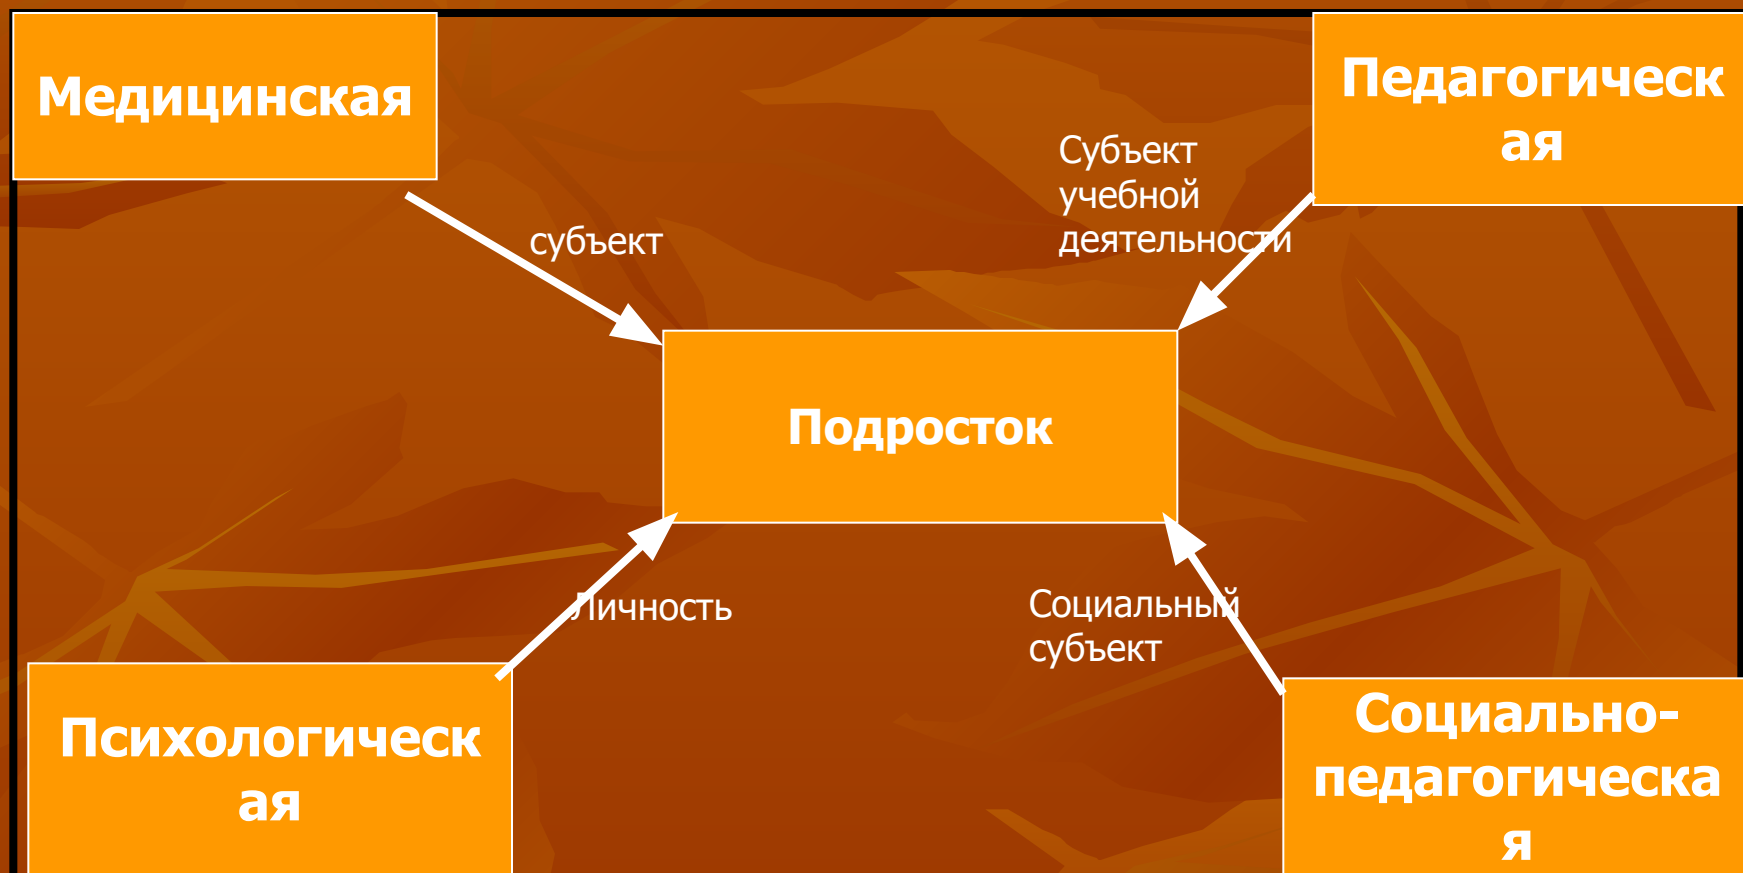 Медицинская
Педагогическ
ая
Субъект
учебной
деятельности
субъект
Подросток
Личность
Социальный
субъект
Психологическ
ая
Социально-
педагогическа
я